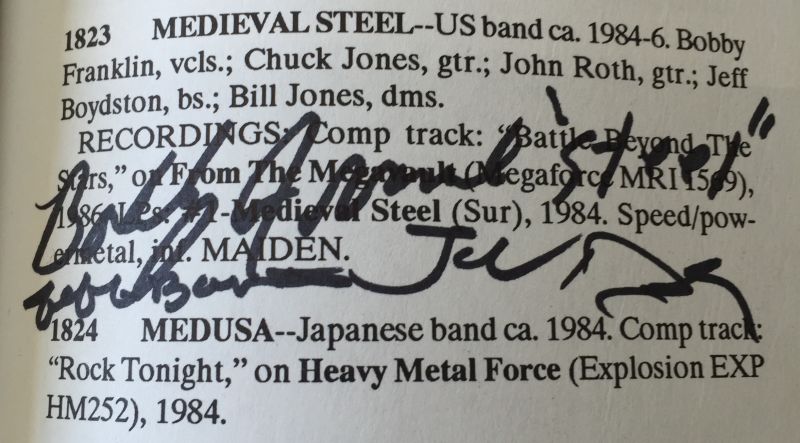 1823 MEDIEVAL STEEL--US band ca. 1984-6. Bobby
Franklin, vcls.; Chuck Jones, gtr.; John Roth, gtr.; Jeff
Boydston, bs.; Bill Jones, dms.
RECORDINGS: Comp track: "Battle Beyond The
Stars," on From The Megavault (Megaforce MRI 1569),
1986. LPs: #1-Medieval Steel (Sur), 1984. Speed/pow-
ermetal, inf. MAIDEN.
"Steel"
1824 MEDUSA--Japanese band ca. 1984. Comp track:
"Rock Tonight," on Heavy Metal Force (Explosion EXP
HM252), 1984.